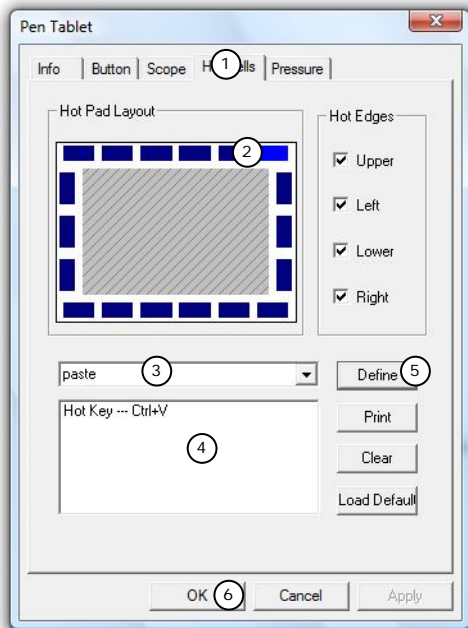 Pen Tablet
Info Button Scope 1 Pressure
Hot Pad Layout
2
Hot Edges
Upper
Left
Lower
Right
paste 3
Define 5
Hot Key --- Ctrl+V
4
Print
Clear
Load Default
OK 6 Cancel Apply